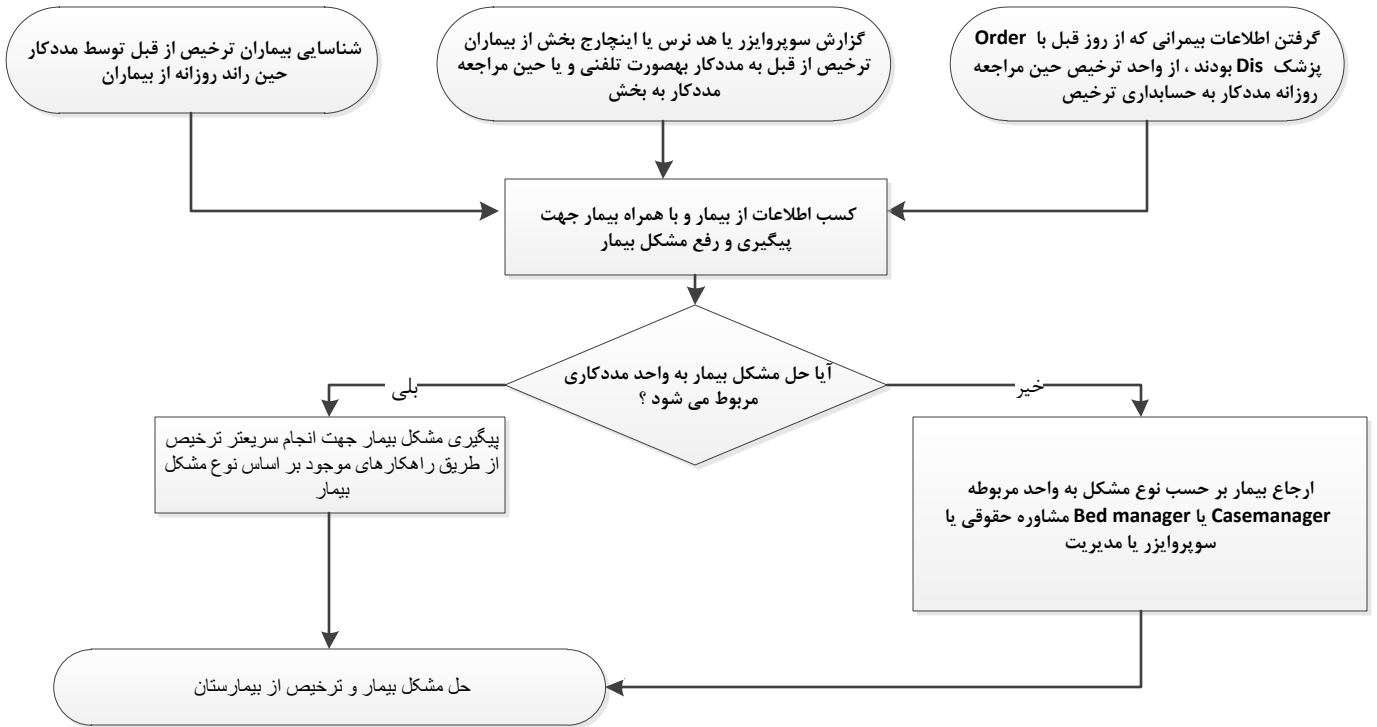 گرفتن اطلاعات بیمرانی که از روز قبل با Order
پزشک Dis بودند ، از واحد ترخیص حین مراجعه
روزانه مددکار به حسابداری ترخیص
گزارش سوپروایزر یا هد نرس یا اینچارج بخش از بیماران
ترخیص از قبل به مددکار بهصورت تلفنی و یا حین مراجعه
مددکار به بخش
شناسایی بیماران ترخیص از قبل توسط مددکار
حین راند روزانه از بیماران
کسب اطلاعات از بیمار و با همراه بیمار جهت
پیگیری و رفع مشکل بیمار
آیا حل مشکل بیمار به واحد مددکاری
مربوط می شود ؟
خیر
بلی
ارجاع بیمار بر حسب نوع مشکل به واحد مربوطه
Casemanager یا Bed manager مشاوره حقوقی یا
سوپروایزر یا مدیریت
پیگیری مشکل بیمار جهت انجام سریعتر ترخیص
از طریق راهکارهای موجود بر اساس نوع مشکل
بیمار
حل مشکل بیمار و ترخیص از بیمارستان